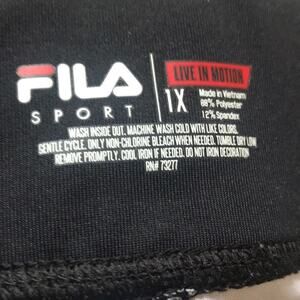 FILA
SPORT
LIVE IN MOTION
1X
Made in Vietnam
88% Polyester
12% Spandex
WASH INSIDE OUT. MACHINE WASH COLD WITH LIKE COLORS.
GENTLE CYCLE. ONLY NON-CHLORINE BLEACH WHEN NEEDED. TUMBLE DRY LOW
REMOVE PROMPTLY. COOL IRON IF NEEDED. DO NOT IRON DECORATION
RN# 73277